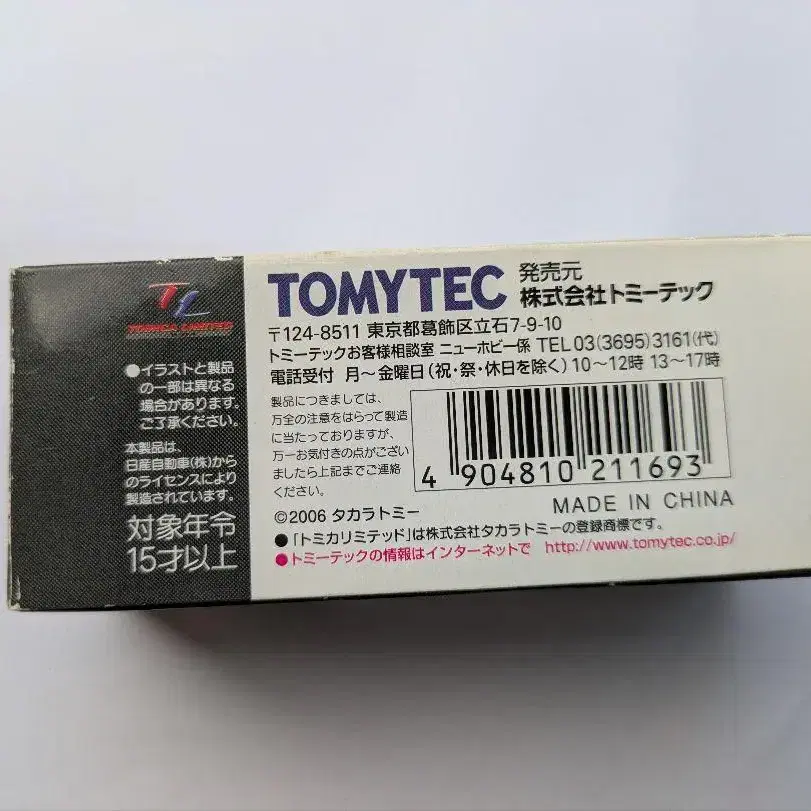 TL
TOMICA LIMITED
●イラストと製品
の一部は異なる
場合があります。
ご了承ください。
本製品は、
日産自動車(株)から
のライセンスにより
製造されています。
対象年令
15才以上
TOMYTEC 発売元
株式会社トミーテック
〒124-8511 東京都葛飾区立石7-9-10
トミーテックお客様相談室 ニューホビー係 TEL 03(3695)3161(代)
電話受付 月〜金曜日(祝・祭・休日を除く)10〜12時 13〜17時
製品につきましては、
万全の注意をはらって製造
に当たっておりますが、
万一お気付きの点がござい
ましたら上記までご連絡
ください。
4 904810 211693
MADE IN CHINA
©2006 タカラトミー
●「トミカリミテッド」は株式会社タカラトミーの登録商標です。
●トミーテックの情報はインターネットで http://www.tomytec.co.jp/